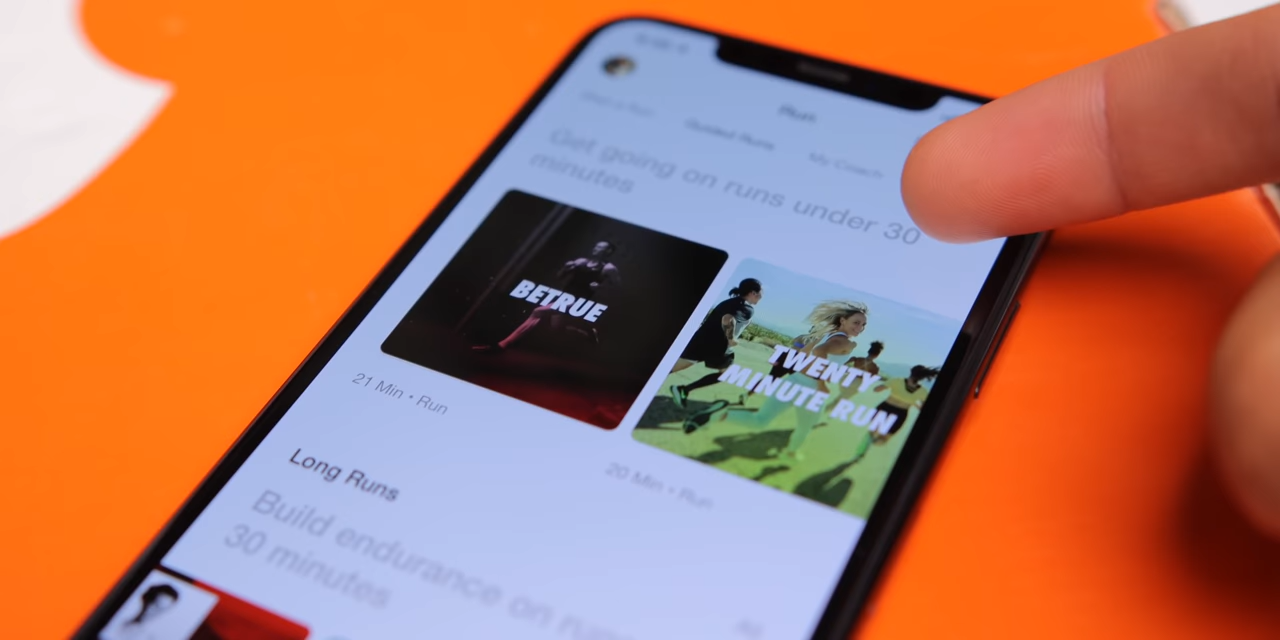 Run
Guided Runs
My Coach
Get going on runs under 30
minutes
BETRUE
TWENTY
MINUTE RUN
21 Min • Run
20 Min • Run
Long Runs
Build endurance on runs
30 minutes